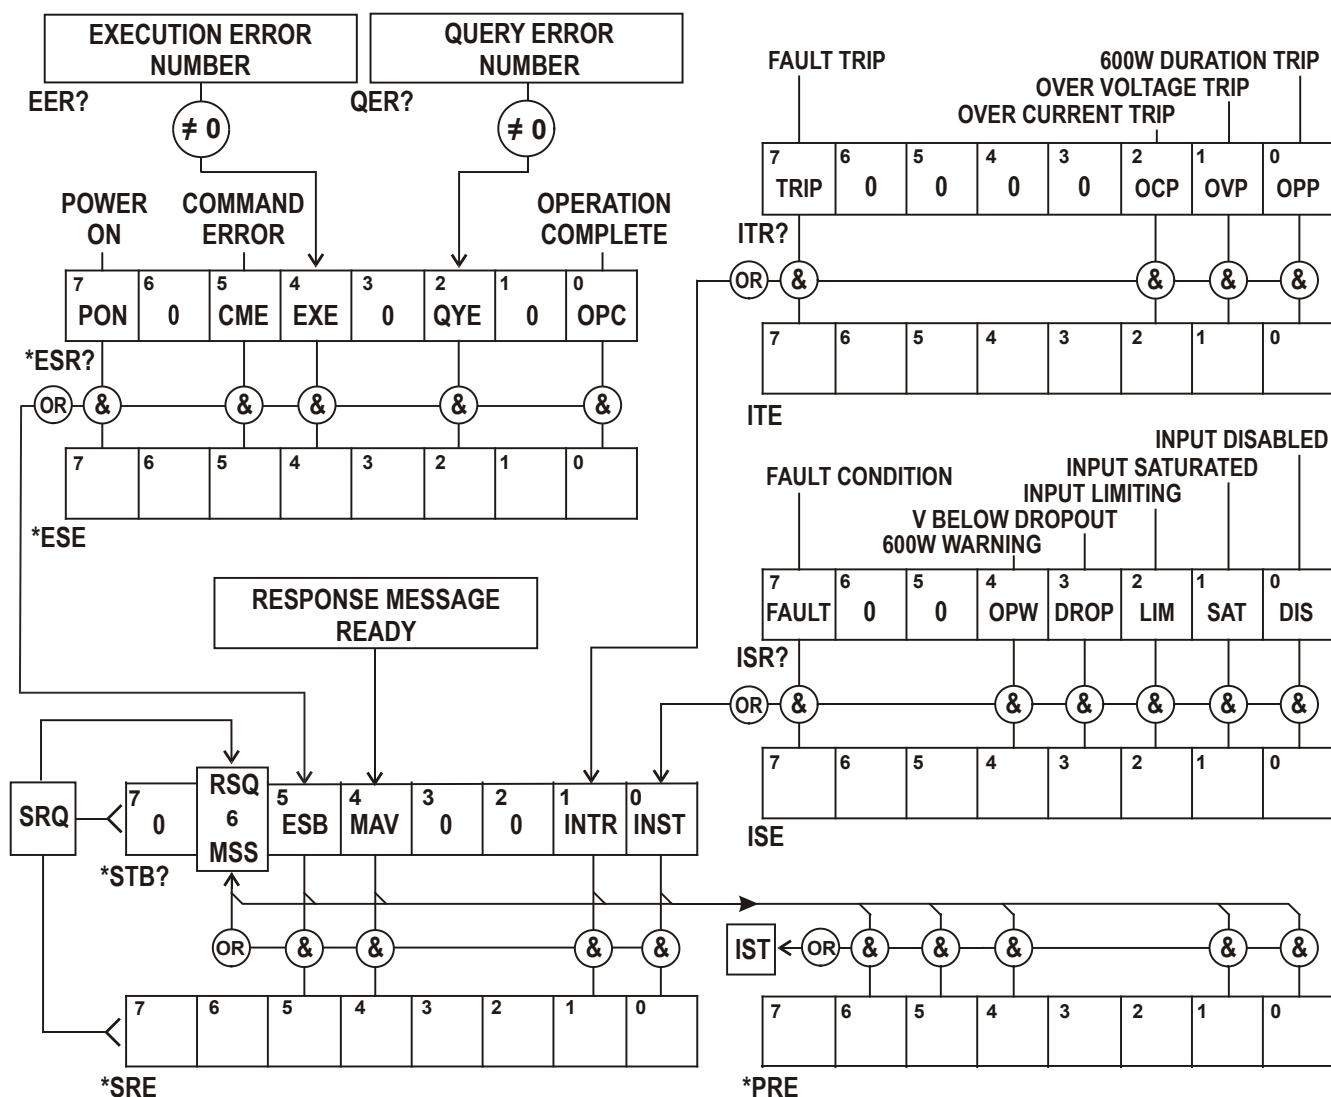 EXECUTION ERROR
NUMBER
QUERY ERROR
NUMBER
EER?
QER?
≠ 0
≠ 0
POWER
ON
COMMAND
ERROR
OPERATION
COMPLETE
7 6 5 4 3 2 1 0
PON 0 CME EXE 0 QYE 0 OPC
*ESR?
OR & & & & &
7 6 5 4 3 2 1 0
*ESE
FAULT TRIP
600W DURATION TRIP
OVER VOLTAGE TRIP
OVER CURRENT TRIP
7 6 5 4 3 2 1 0
TRIP 0 0 0 0 OCP OVP OPP
ITR?
OR & & & &
7 6 5 4 3 2 1 0
ITE
INPUT DISABLED
INPUT SATURATED
FAULT CONDITION
INPUT LIMITING
V BELOW DROPOUT
600W WARNING
7 6 5 4 3 2 1 0
FAULT 0 0 OPW DROP LIM SAT DIS
ISR?
OR & & & & & &
7 6 5 4 3 2 1 0
ISE
RESPONSE MESSAGE
READY
SRQ
7 RSQ 5 4 3 2 1 0
0 6 ESB MAV 0 0 INTR INST
MSS
*STB?
OR & & & &
7 6 5 4 3 2 1 0
*SRE
IST OR & & & & &
7 6 5 4 3 2 1 0
*PRE